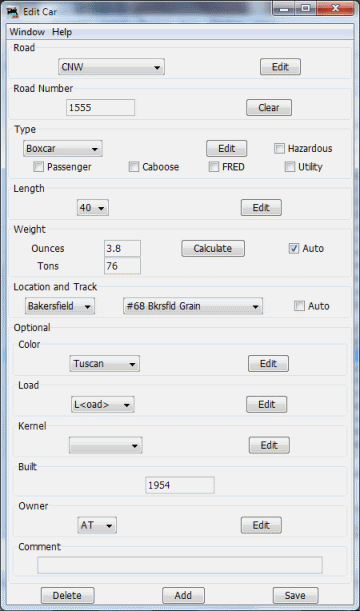 Edit Car
Window Help
Road
CNW Edit
Road Number
1555 Clear
Type
Boxcar Edit Hazardous
Passenger Caboose FRED Utility
Length
40 Edit
Weight
Ounces 3.8 Calculate Auto
Tons 76
Location and Track
Bakersfield #68 Bkrsfld Grain Auto
Optional
Color
Tuscan Edit
Load
L<oad> Edit
Kernel
Edit
Built
1954
Owner
AT Edit
Comment
Delete Add Save